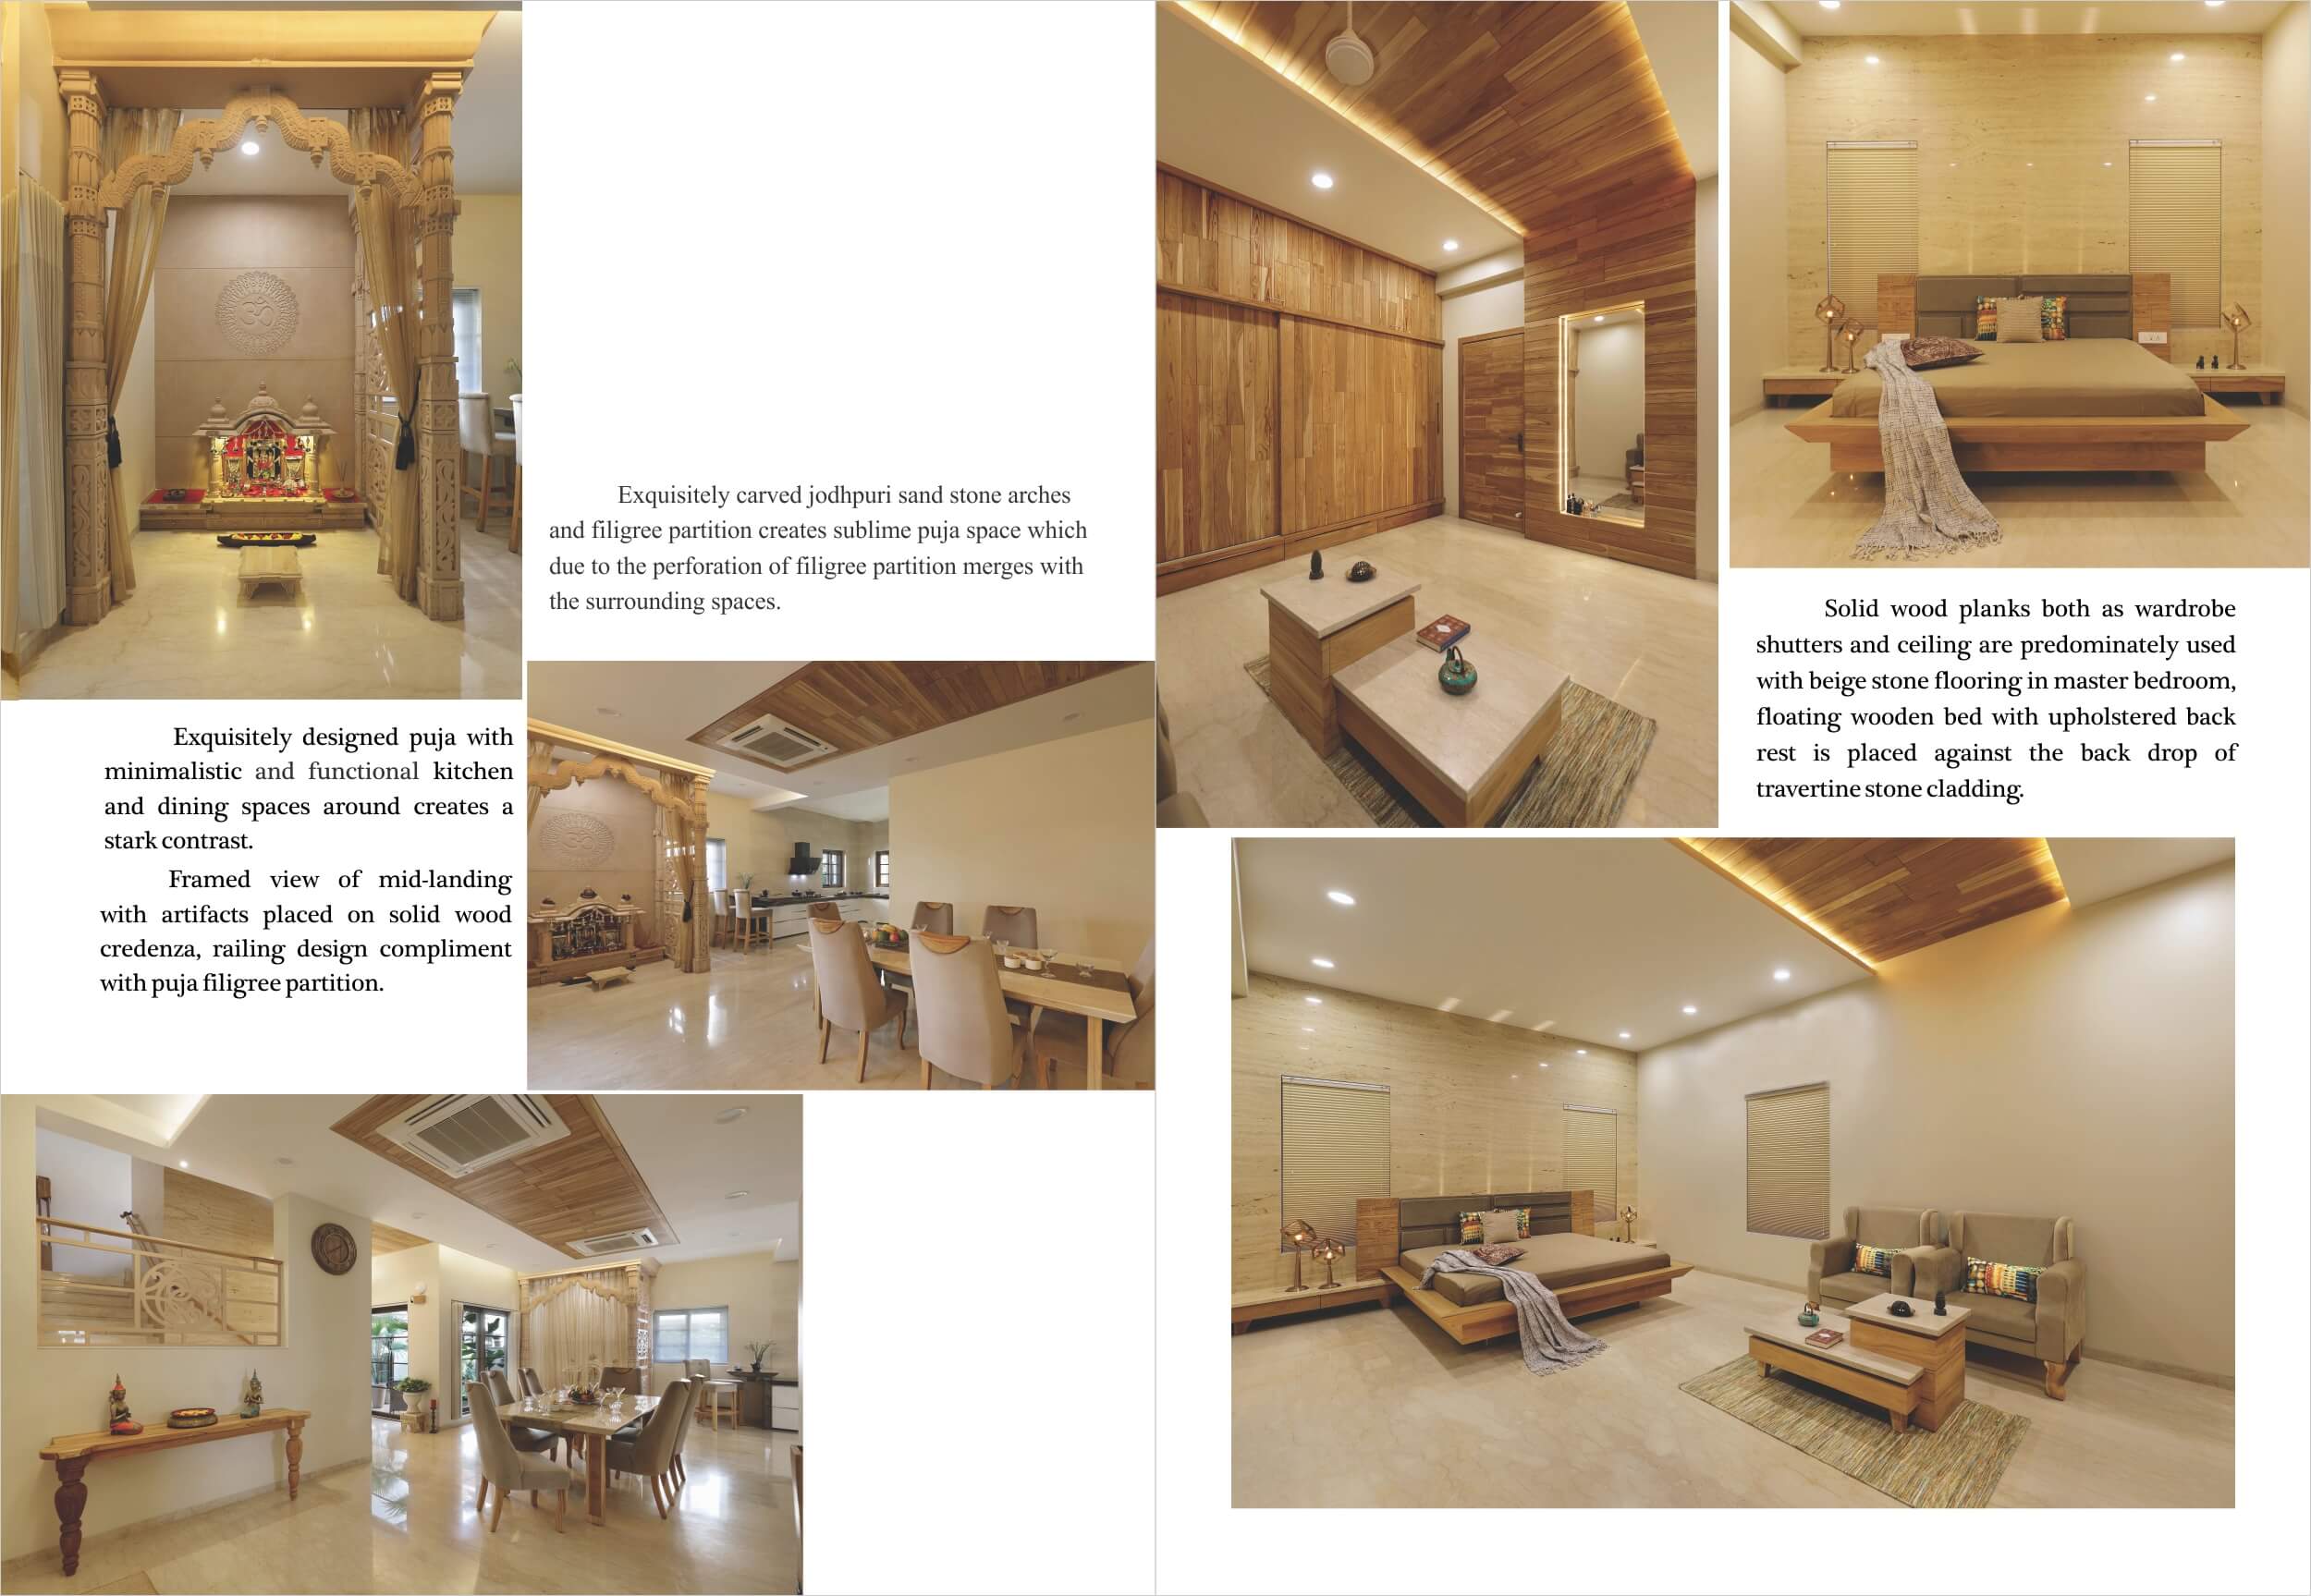 Exquisitely carved jodhpuri sand stone arches
and filigree partition creates sublime puja space which
due to the perforation of filigree partition merges with
the surrounding spaces.
Exquisitely designed puja with
minimalistic and functional kitchen
and dining spaces around creates a
stark contrast.
Framed view of mid-landing
with artifacts placed on solid wood
credenza, railing design compliment
with puja filigree partition.
Solid wood planks both as wardrobe
shutters and ceiling are predominately used
with beige stone flooring in master bedroom,
floating wooden bed with upholstered back
rest is placed against the back drop of
travertine stone cladding.
ॐ
ॐ